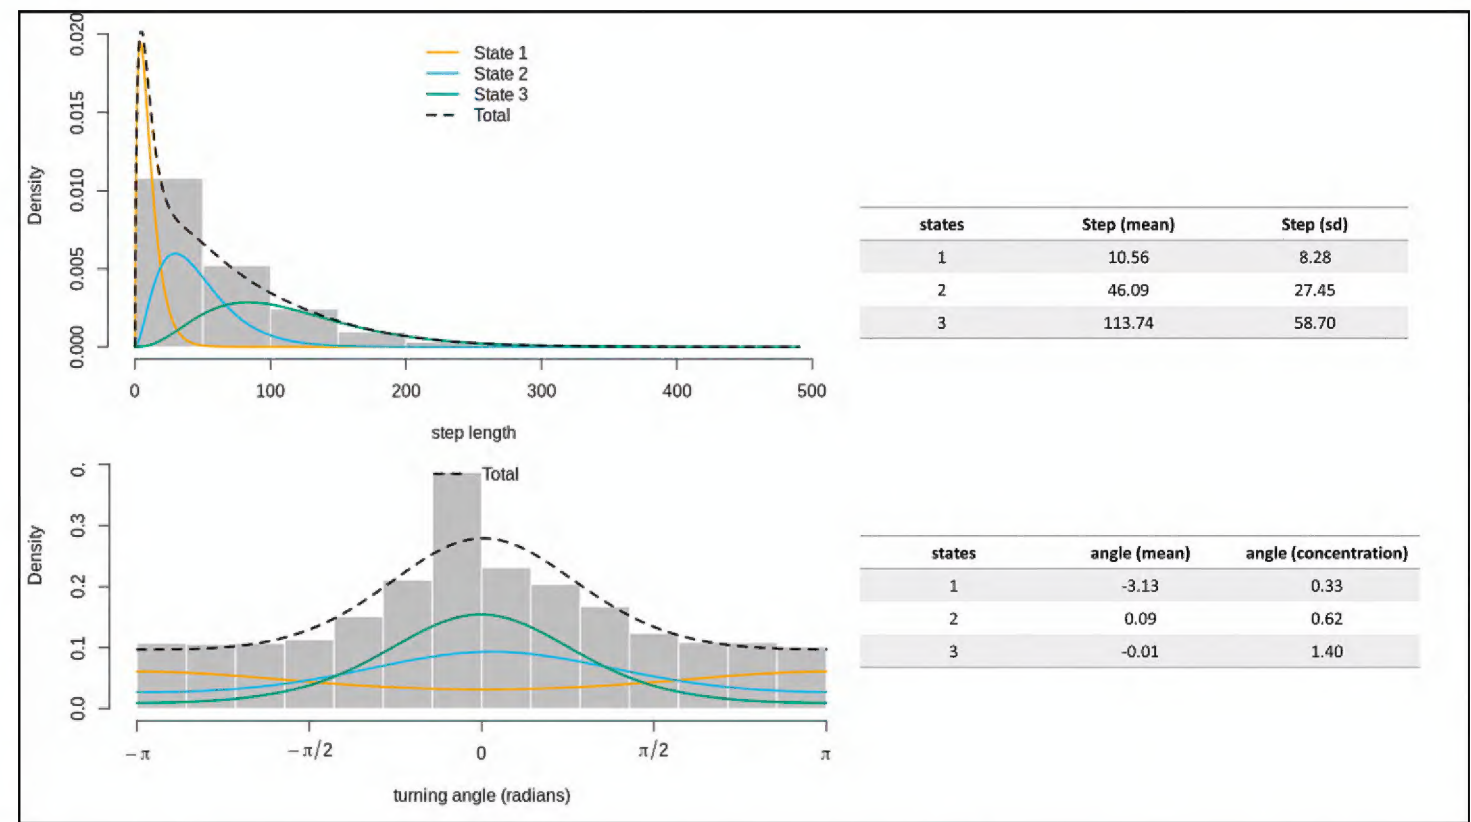 0.020
0.015
0.010
0.005
0.000
Density
State 1
State 2
State 3
Total
0 100 200 300 400 500
step length
states Step (mean) Step (sd)
1 10.56 8.28
2 46.09 27.45
3 113.74 58.70
0.
0.3
0.2
0.1
0.0
Density
Total
−π −π/2 0 π/2 π
turning angle (radians)
states angle (mean) angle (concentration)
1 -3.13 0.33
2 0.09 0.62
3 -0.01 1.40